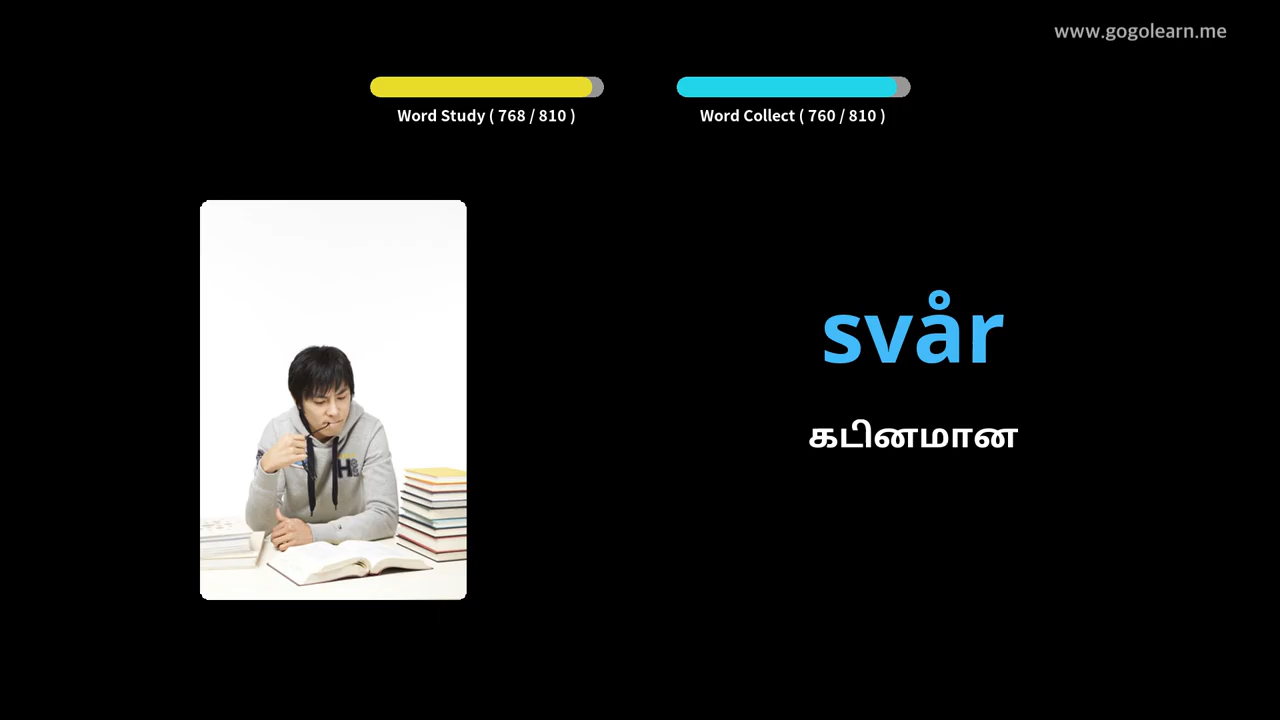 www.gogolearn.me
Word Study ( 768 / 810 )
Word Collect ( 760 / 810 )
svår
கடினமான
H